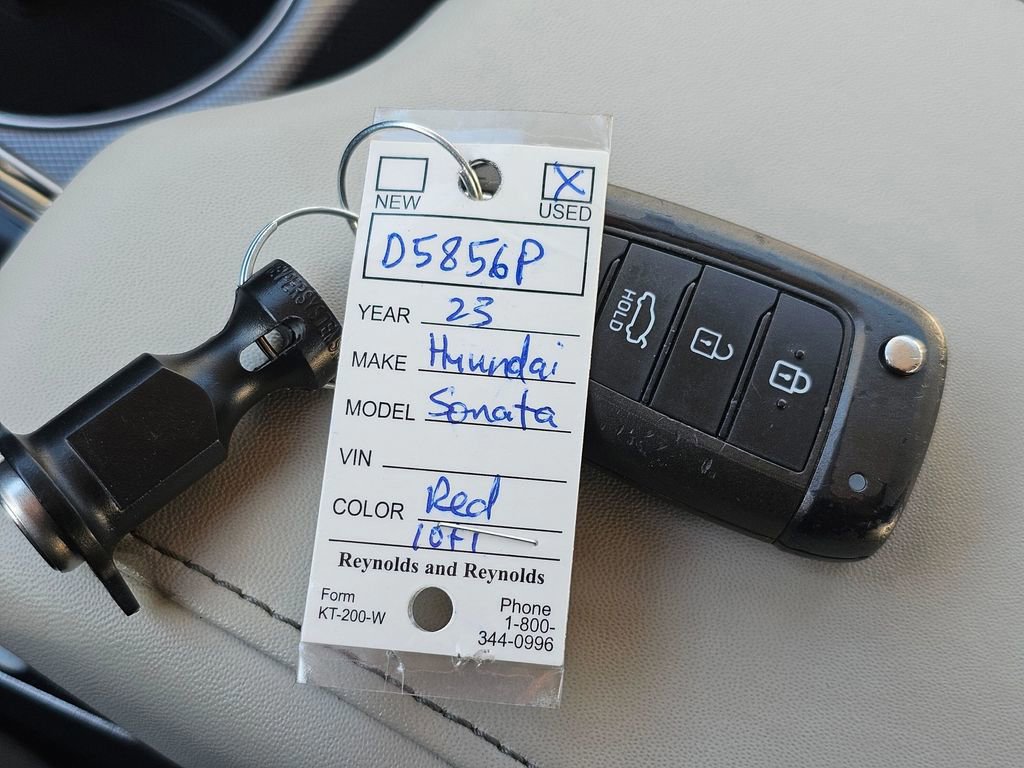 NEW
X
USED
D5856P
YEAR 23
MAKE Hyundai
MODEL Sonata
VIN
COLOR Red
Reynolds and Reynolds
Form
KT-200-W
Phone
1-800-
344-0996
HOLD